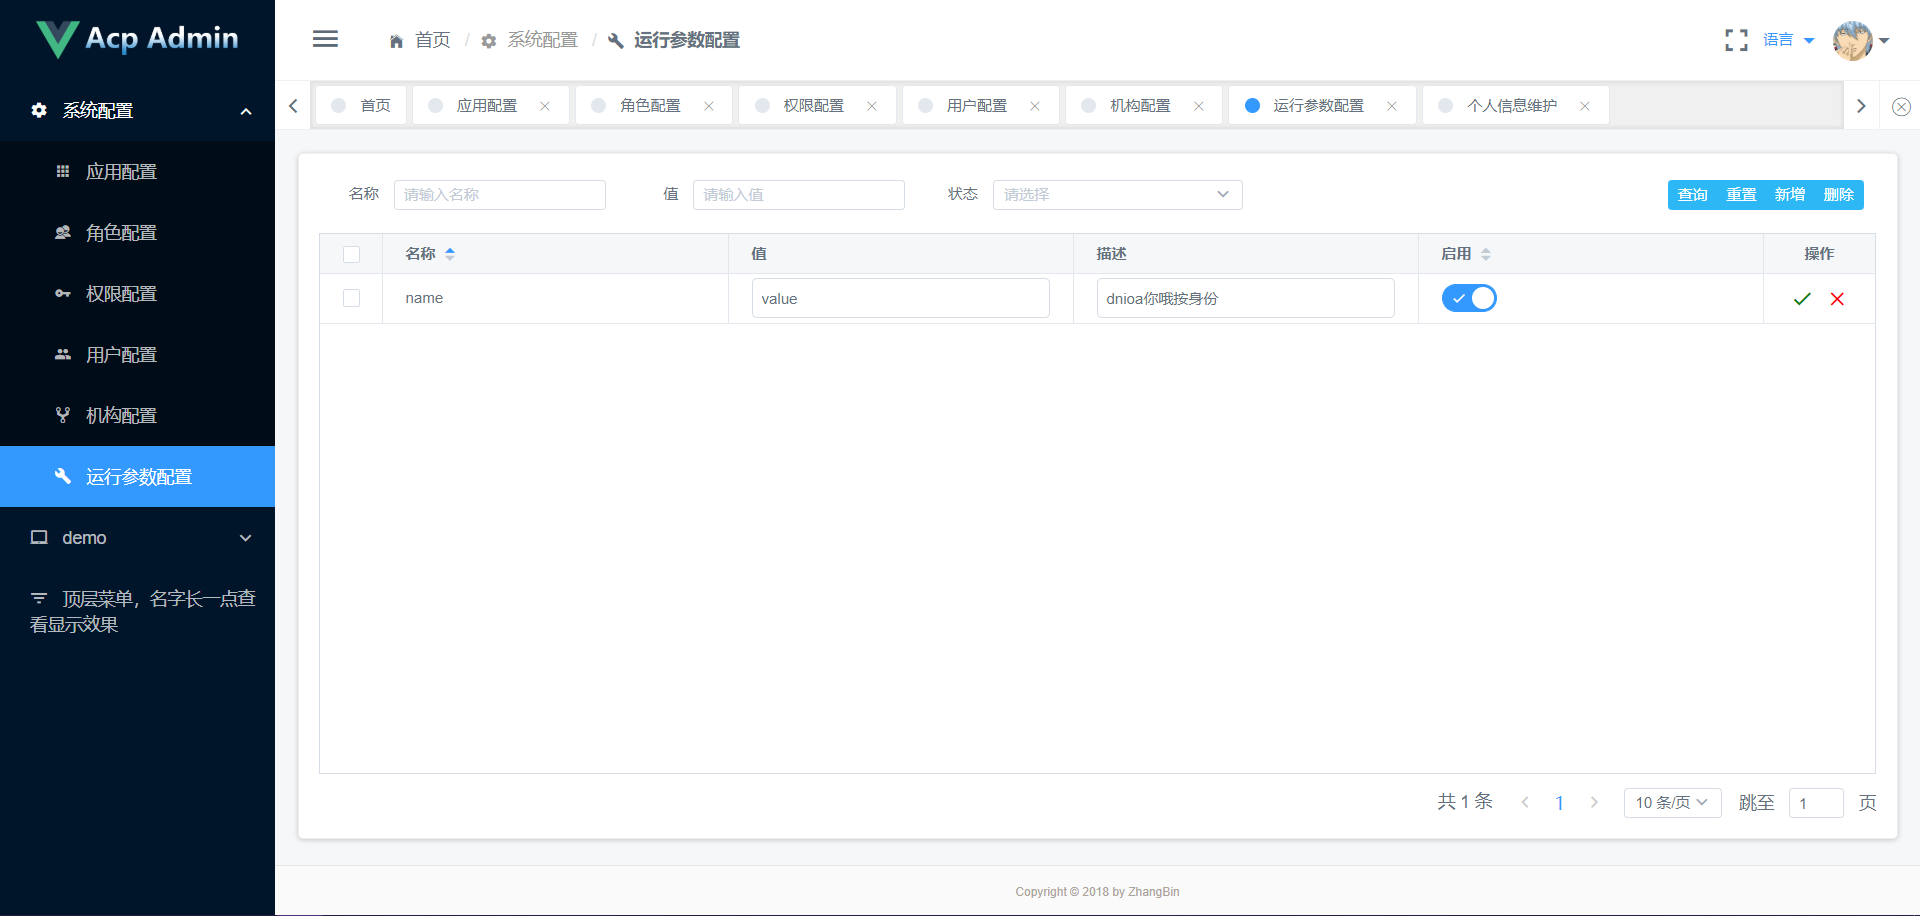 Acp Admin
系统配置
应用配置
角色配置
权限配置
用户配置
机构配置
运行参数配置
demo
顶层菜单，名字长一点查
看显示效果
首页 / 系统配置 / 运行参数配置
语言
首页 应用配置 角色配置 权限配置 用户配置 机构配置 运行参数配置 个人信息维护
名称 请输入名称 值 请输入值 状态 请选择 查询 重置 新增 删除
名称 值 描述 启用 操作
name value dnioa你哦按身份
共 1 条 1 10 条/页 跳至 1 页
Copyright © 2018 by ZhangBin